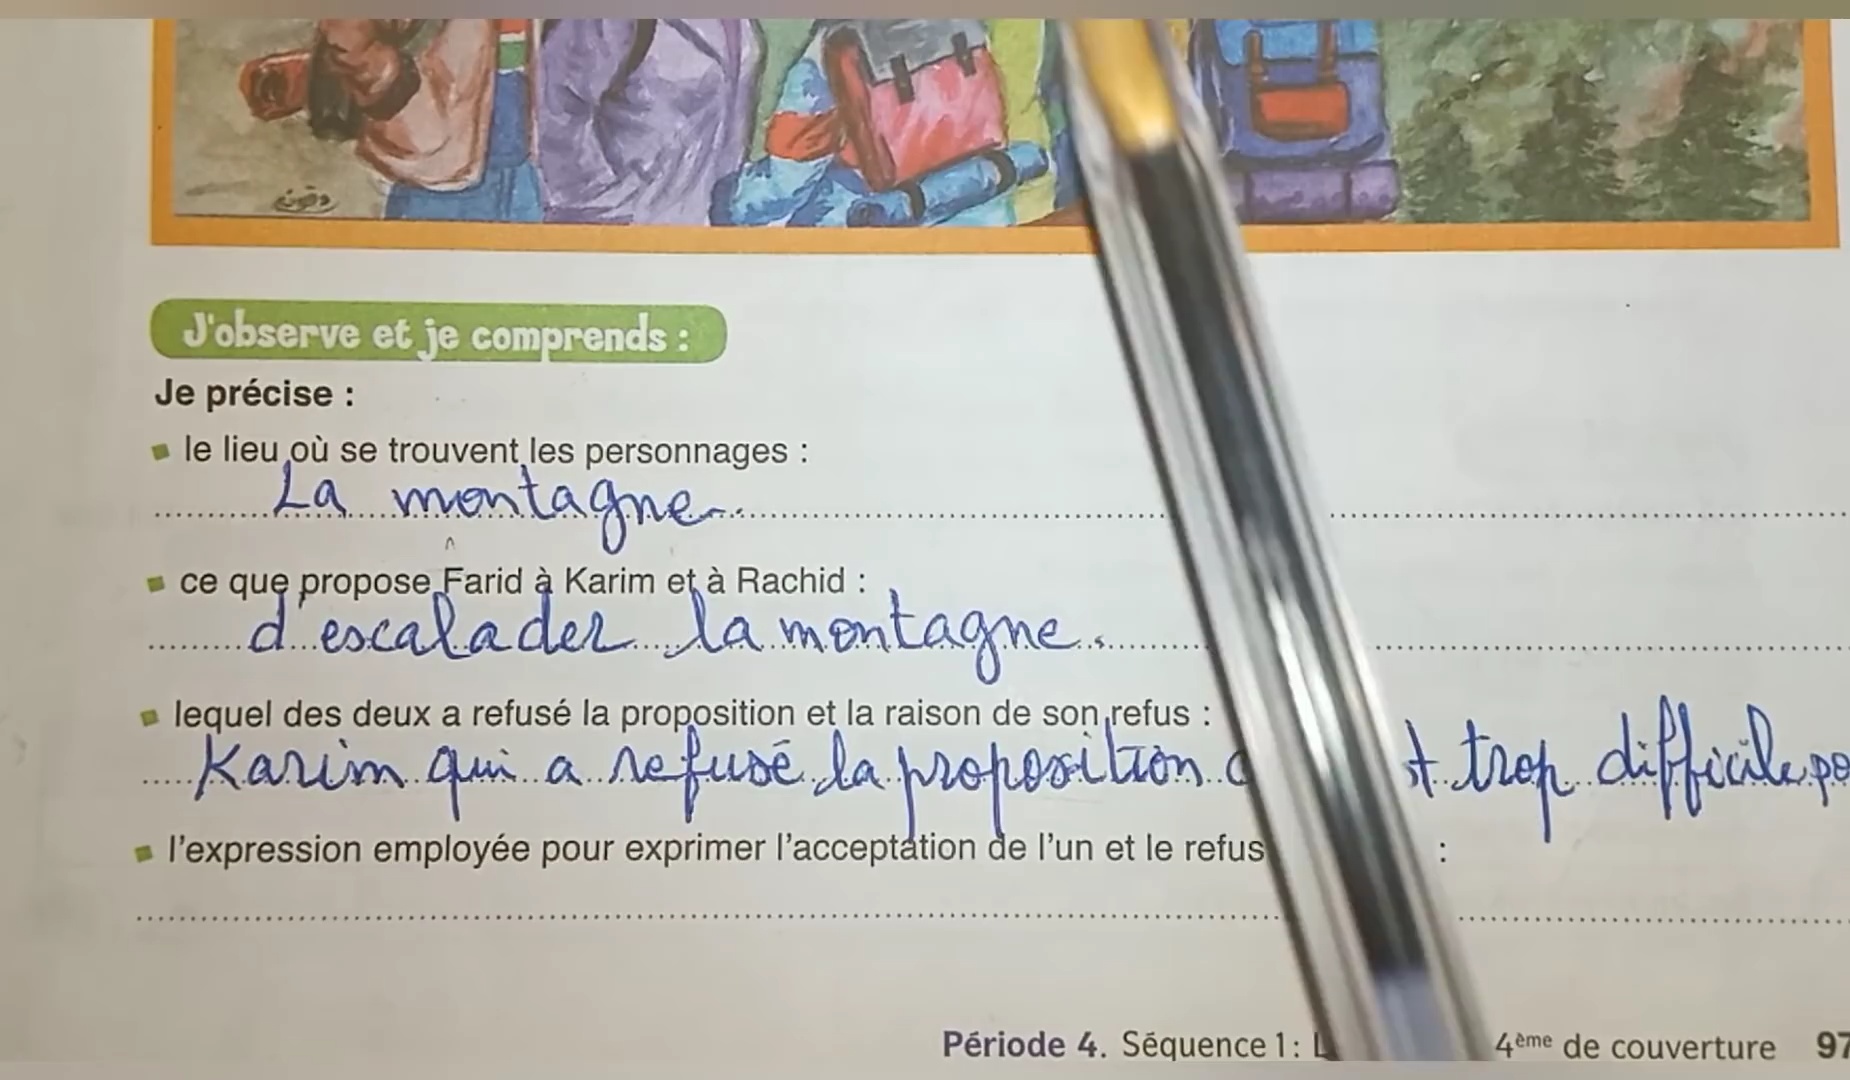 J'observe et je comprends :
Je précise :
le lieu où se trouvent les personnages :
La montagne.
ce que propose Farid à Karim et à Rachid :
d'escalader la montagne.
lequel des deux a refusé la proposition et la raison de son refus :
Karim qui a refusé la proposition trop difficile
l'expression employée pour exprimer l'acceptation de l'un et le refus :
Période 4. Séquence 1: 4ème de couverture 97